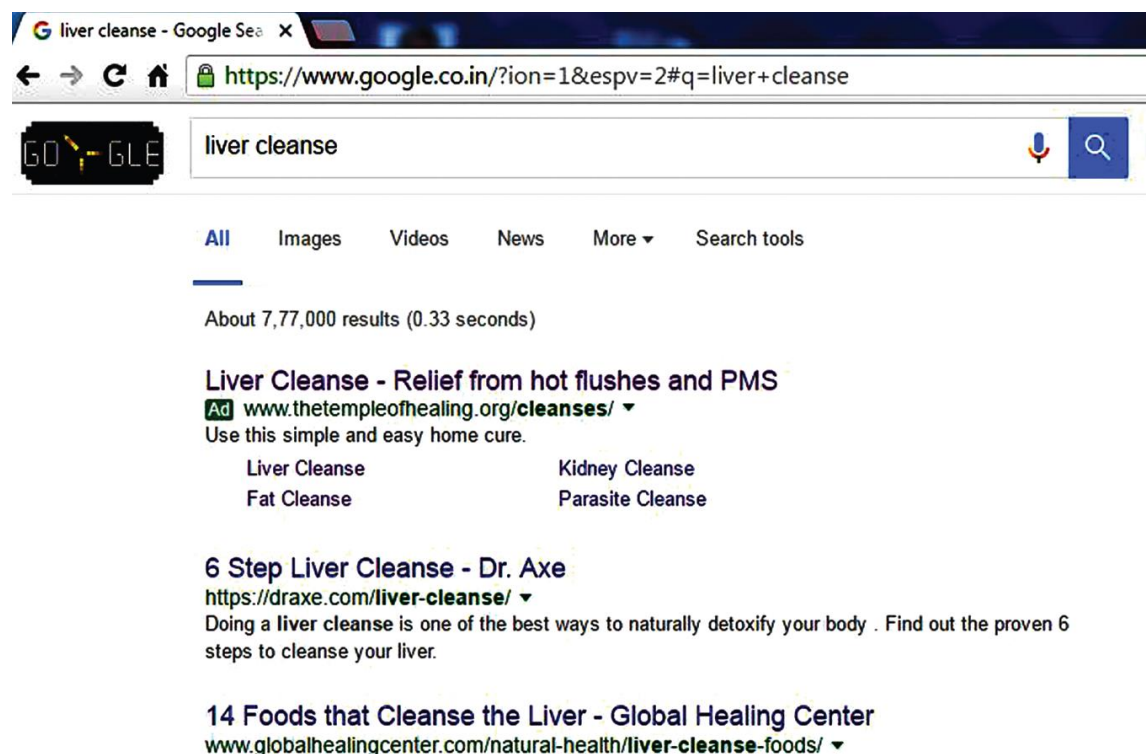 liver cleanse - Google Sea
https://www.google.co.in/?ion=1&espv=2#q=liver+cleanse
GO GLE
liver cleanse
All Images Videos News More Search tools
About 7,77,000 results (0.33 seconds)
Liver Cleanse - Relief from hot flushes and PMS
Ad www.thetempleofhealing.org/cleanses/
Use this simple and easy home cure.
Liver Cleanse Kidney Cleanse
Fat Cleanse Parasite Cleanse
6 Step Liver Cleanse - Dr. Axe
https://draxe.com/liver-cleanse/
Doing a liver cleanse is one of the best ways to naturally detoxify your body . Find out the proven 6
steps to cleanse your liver.
14 Foods that Cleanse the Liver - Global Healing Center
www.globalhealingcenter.com/natural-health/liver-cleanse-foods/